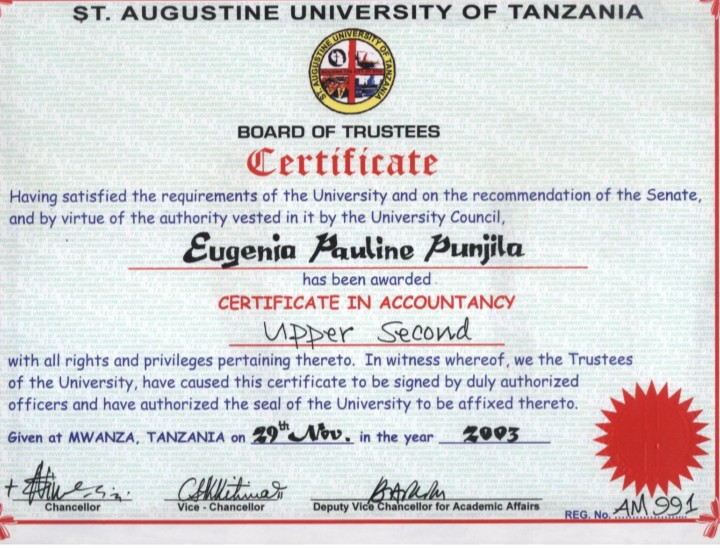 ST. AUGUSTINE UNIVERSITY OF TANZANIA
ST. AUGUSTINE UNIVERSITY OF TANZANIA
BOARD OF TRUSTEES
Certificate
Having satisfied the requirements of the University and on the recommendation of the Senate,
and by virtue of the authority vested in it by the University Council,
Eugenia Pauline Punjila
has been awarded
CERTIFICATE IN ACCOUNTANCY
Upper Second
with all rights and privileges pertaining thereto. In witness whereof, we the Trustees
of the University, have caused this certificate to be signed by duly authorized
officers and have authorized the seal of the University to be affixed thereto.
Given at MWANZA, TANZANIA on 29th Nov. in the year 2003
Chancellor
Vice - Chancellor
Deputy Vice Chancellor for Academic Affairs
REG. No. AM 991